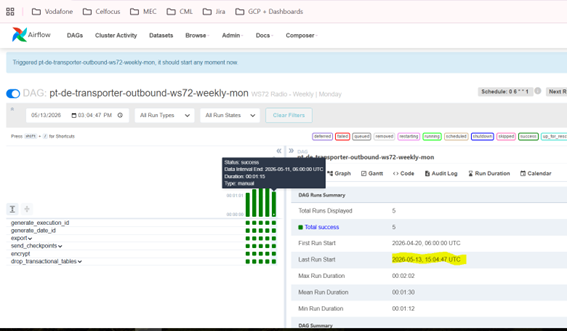 Vodafone Celfocus MEC CML Jira GCP + Dashboards
Airflow DAGs Cluster Activity Datasets Browse Admin Docs Composer
Triggered pt-de-transporter-outbound-ws72-weekly-mon, it should start any moment now.
DAG: pt-de-transporter-outbound-ws72-weekly-mon WS72 Radio - Weekly | Monday
Schedule: 0 6 * * 1
Next R
05/13/2026 03:04:47 PM All Run Types All Run States Clear Filters
Press shift + / for Shortcuts
deferred failed queued removed restarting running scheduled shutdown skipped success up_for_res
DAG
pt-de-transporter-outbound-ws72-weekly-mon
Status: success
Data Interval End: 2026-05-11, 06:00:00 UTC
Duration: 00:01:15
Type: manual
Graph Gantt <> Code Audit Log Run Duration Calendar
00:01:01
00:00:00
generate_execution_id
generate_date_id
export
send_checkpoints
encrypt
drop_transactional_tables
DAG Runs Summary
Total Runs Displayed 5
Total success 5
First Run Start 2026-04-20, 06:00:00 UTC
Last Run Start 2026-05-13, 15:04:47 UTC
Max Run Duration 00:02:02
Mean Run Duration 00:01:30
Min Run Duration 00:01:12
DAG Summary